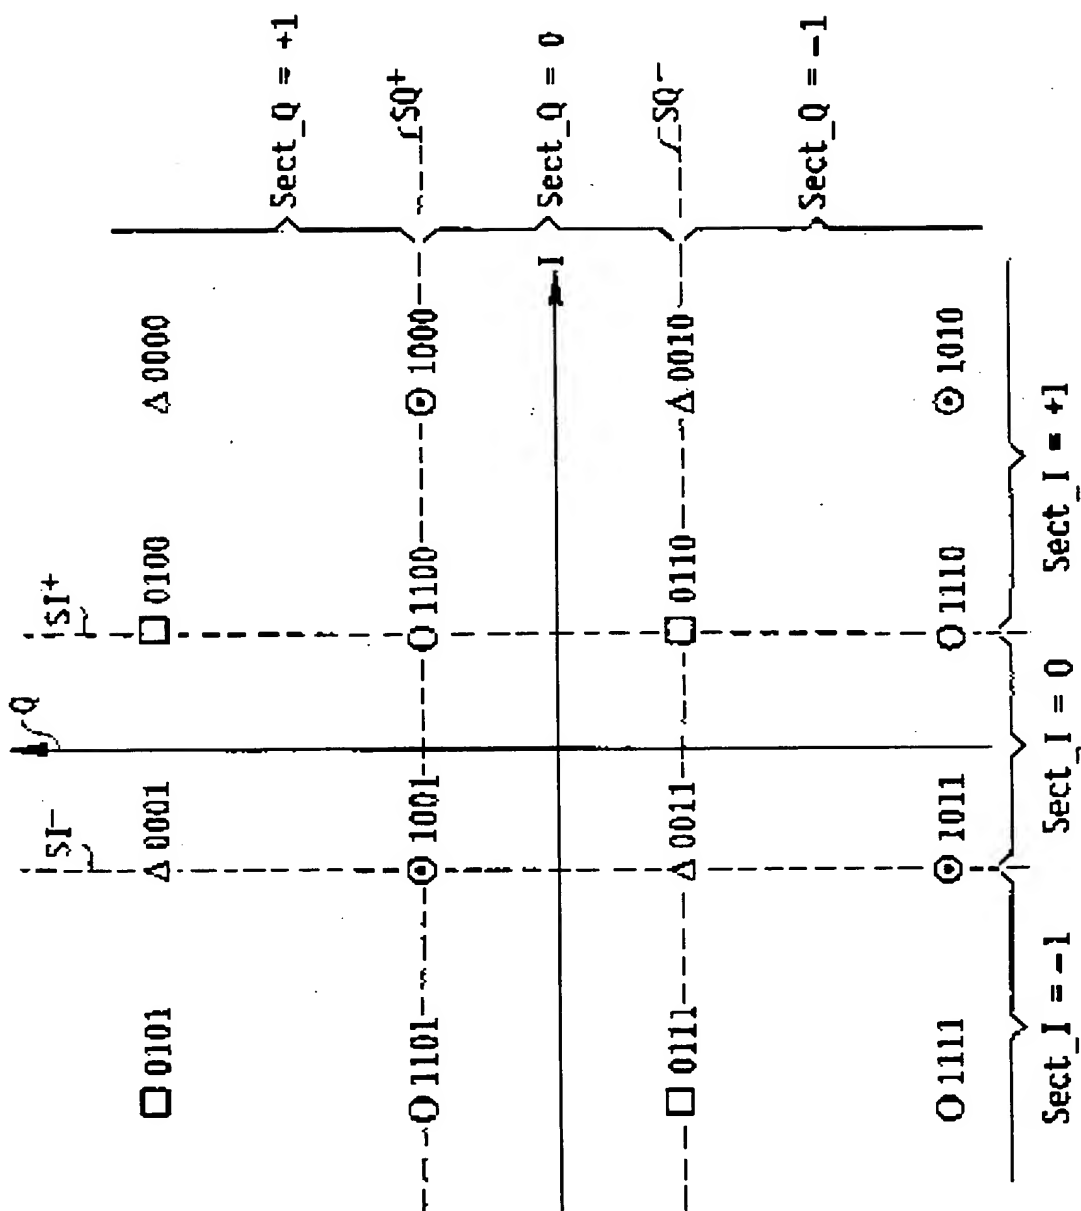 Q
SI⁻
SI⁺
0101
0001
0100
0000
Sect_Q = +1
1101
1001
1100
1000
SQ⁺
I
Sect_Q = 0
0111
0011
0110
0010
SQ⁻
Sect_Q = -1
1111
1011
1110
1010
Sect_I = -1
Sect_I = 0
Sect_I = +1